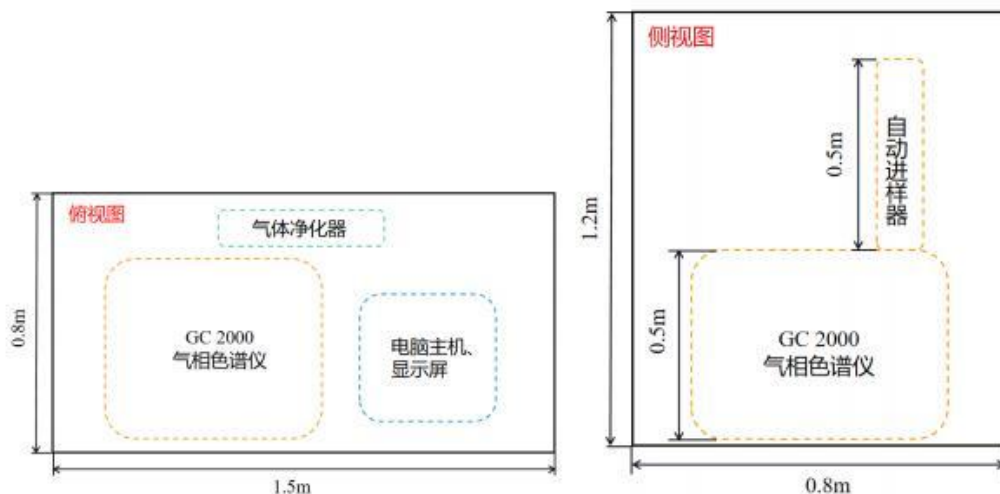 俯视图
气体净化器
GC 2000
气相色谱仪
电脑主机、
显示屏
0.8m
1.5m
侧视图
自动进样器
0.5m
1.2m
0.5m
GC 2000
气相色谱仪
0.8m